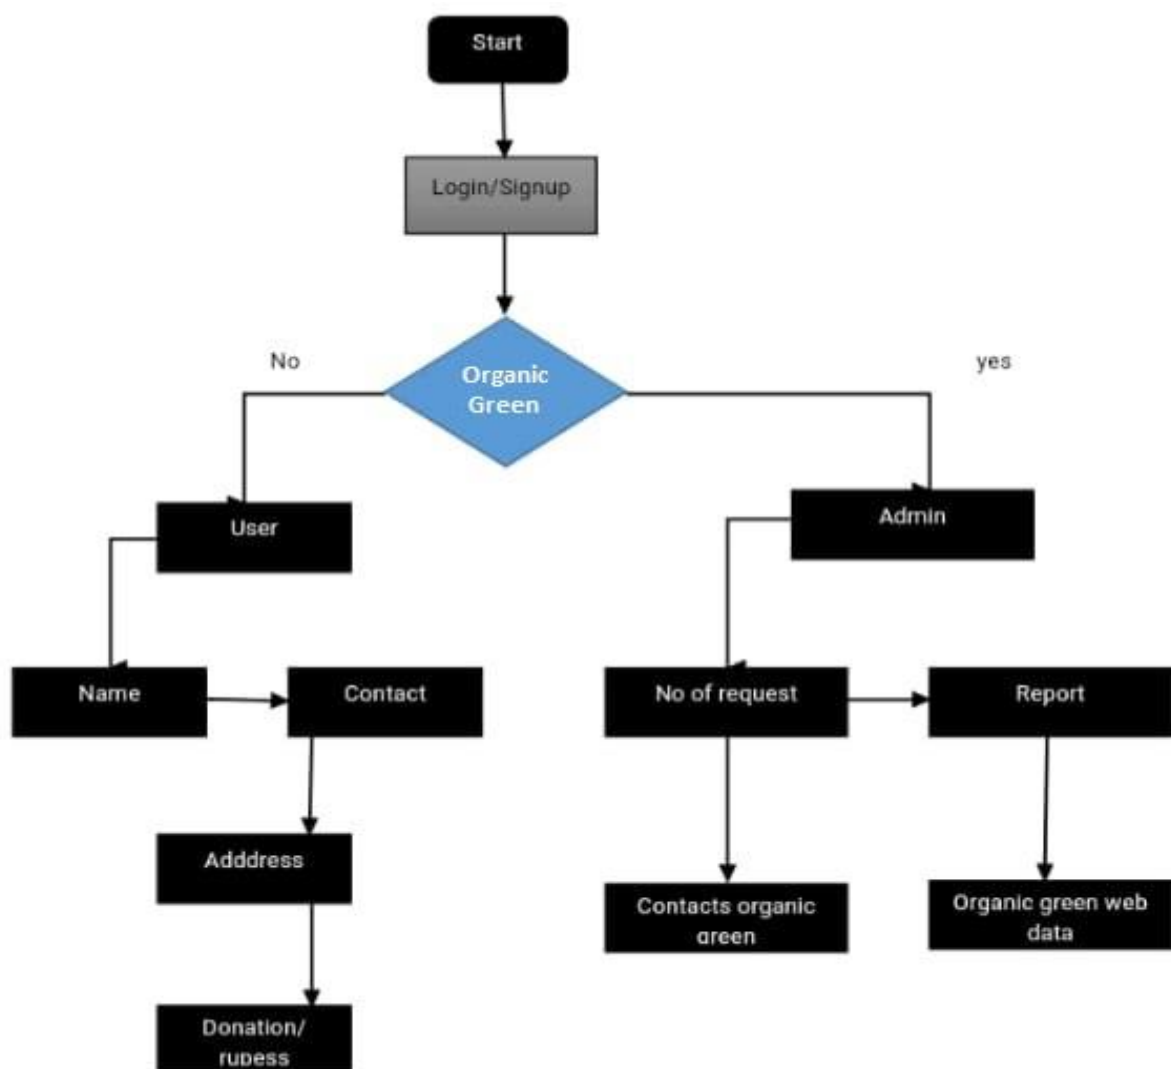 Start
Login/Signup
No
yes
Organic
Green
User
Admin
Name
Contact
No of request
Report
Adddress
Contacts organic
green
Organic green web
data
Donation/
rupess